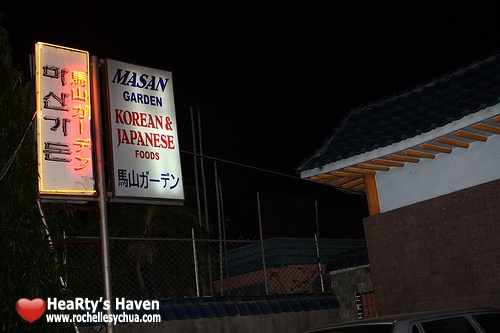 마산가든
馬山ガーデン
MASAN
GARDEN
KOREAN &
JAPANESE
FOODS
馬山ガーデン
HeaRty's Haven
www.rochellesychua.com